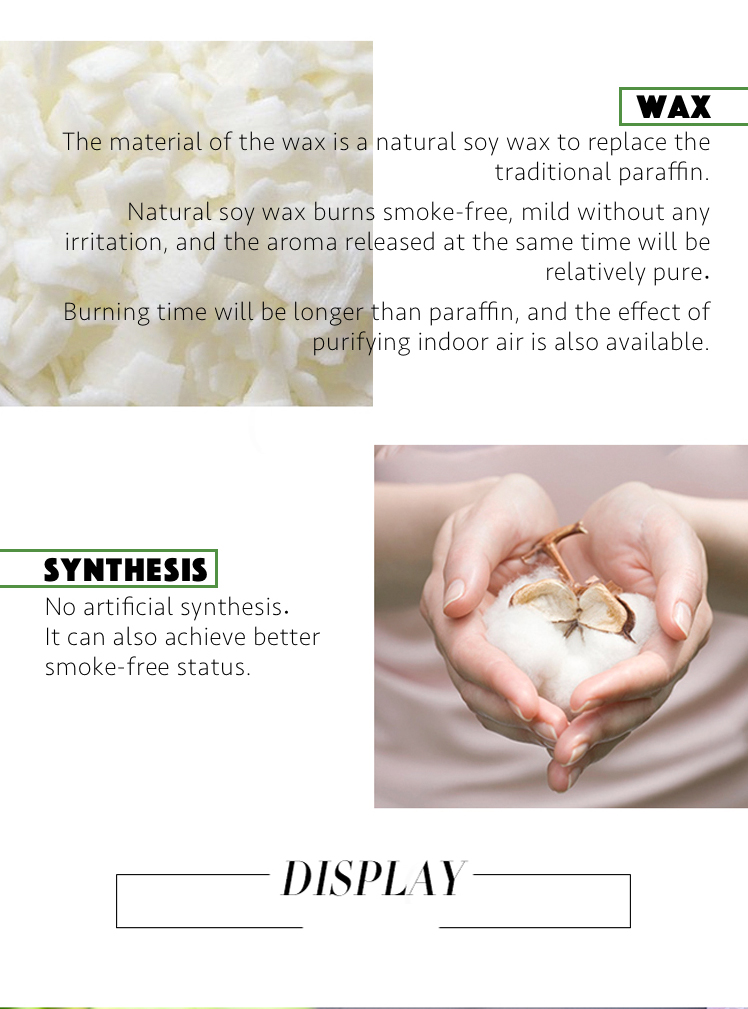 WAX
The material of the wax is a natural soy wax to replace the
traditional paraffin.
Natural soy wax burns smoke-free, mild without any
irritation, and the aroma released at the same time will be
relatively pure.
Burning time will be longer than paraffin, and the effect of
purifying indoor air is also available.
SYNTHESIS
No artificial synthesis.
It can also achieve better
smoke-free status.
DISPLAY